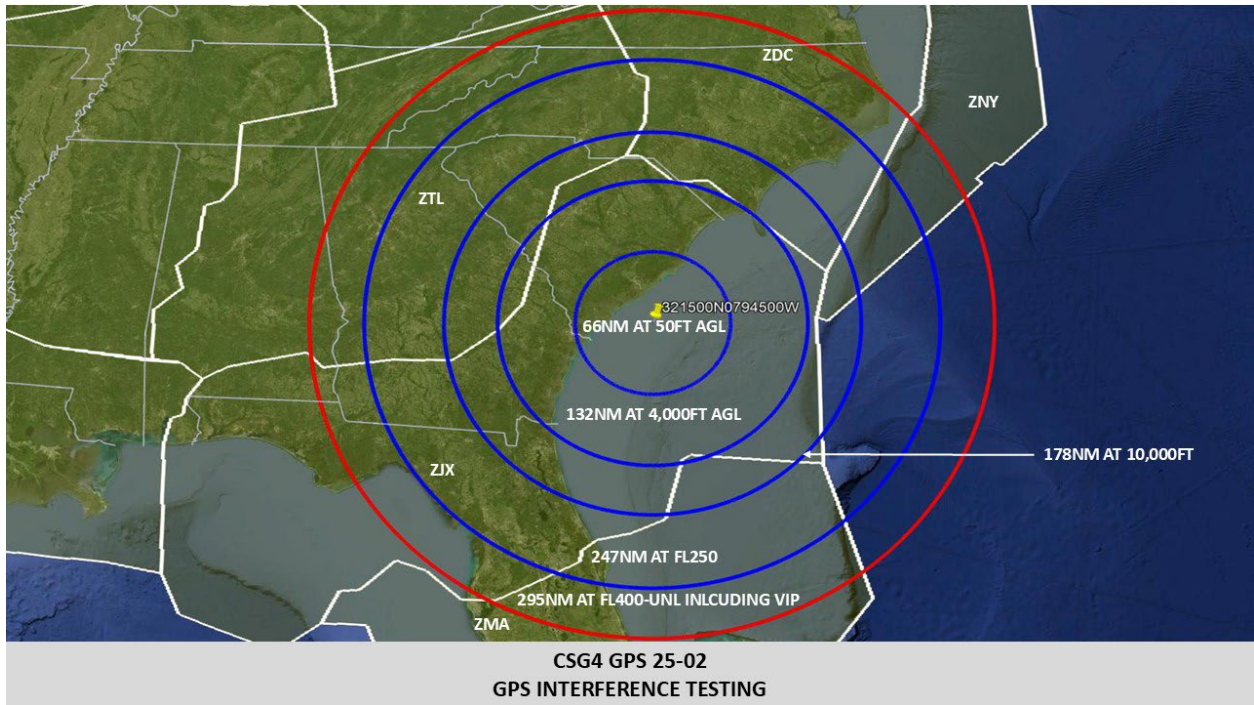 ZDC
ZNY
ZTL
321500N0794500W
66NM AT 50FT AGL
132NM AT 4,000FT AGL
178NM AT 10,000FT
ZJX
247NM AT FL250
295NM AT FL400-UNL INLCUDING VIP
ZMA
CSG4 GPS 25-02
GPS INTERFERENCE TESTING